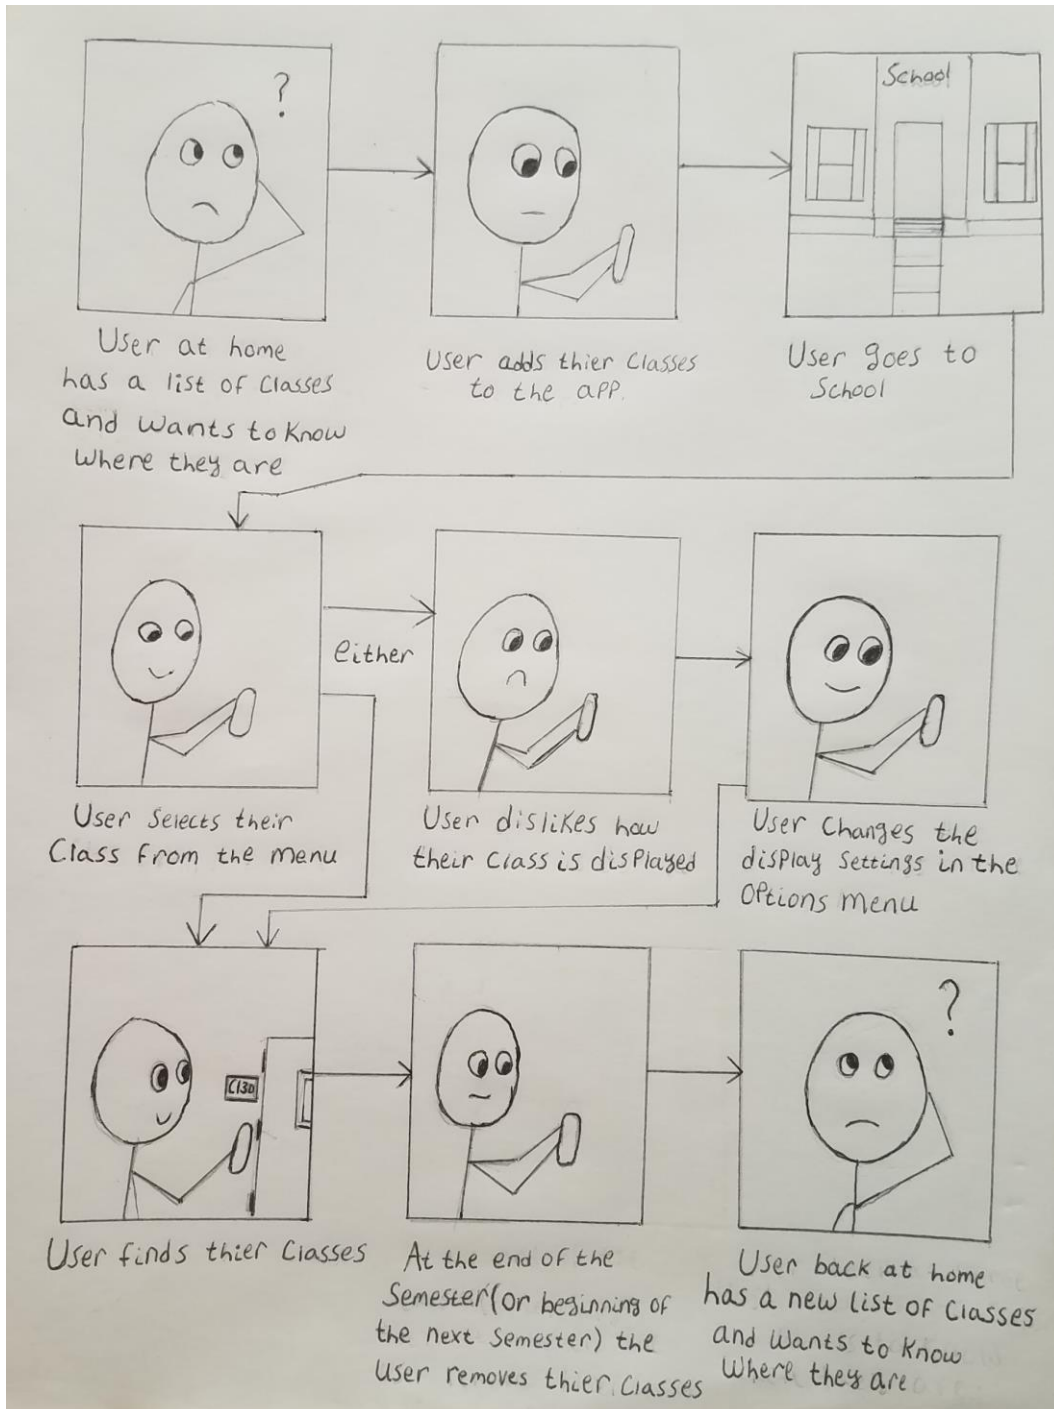 ?
User at home
has a list of classes
and wants to know
where they are
User adds thier classes
to the app.
School
User goes to
School
either
User selects their
class from the menu
User dislikes how
their class is displayed
User changes the
display settings in the
options menu
C130
User finds thier classes
At the end of the
semester (or beginning of
the next semester) the
user removes thier classes
?
User back at home
has a new list of classes
and wants to know
where they are